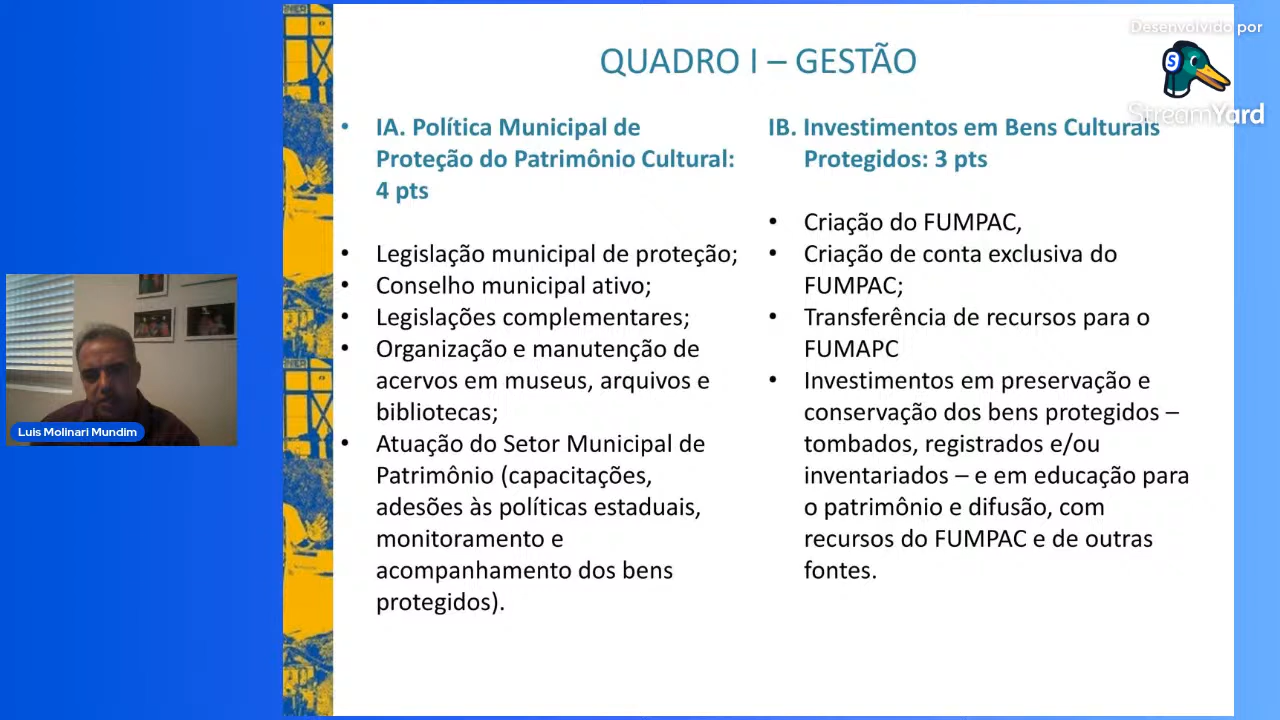 Desenvolvido por
StreamYard
QUADRO I – GESTÃO
• IA. Política Municipal de
Proteção do Patrimônio Cultural:
4 pts
• Legislação municipal de proteção;
• Conselho municipal ativo;
• Legislações complementares;
• Organização e manutenção de
acervos em museus, arquivos e
bibliotecas;
• Atuação do Setor Municipal de
Patrimônio (capacitações,
adesões às políticas estaduais,
monitoramento e
acompanhamento dos bens
protegidos).
IB. Investimentos em Bens Culturais
Protegidos: 3 pts
• Criação do FUMPAC,
• Criação de conta exclusiva do
FUMPAC;
• Transferência de recursos para o
FUMAPC
• Investimentos em preservação e
conservação dos bens protegidos –
tombados, registrados e/ou
inventariados – e em educação para
o patrimônio e difusão, com
recursos do FUMPAC e de outras
fontes.
Luis Molinari Mundim